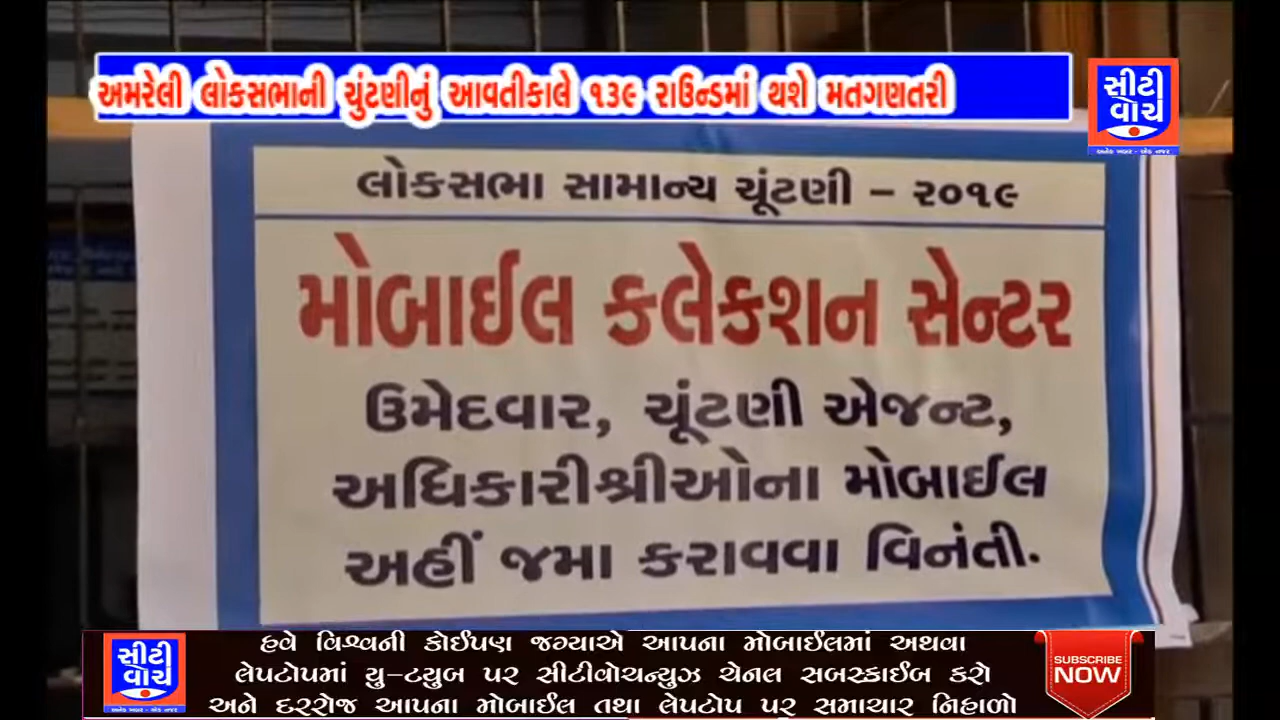 અમરેલી લોકસભાની ચુંટણીનું આવતીકાલે ૧૩૯ રાઉન્ડમાં થશે મતગણતરી
સીટી
વોચ
લોકસભા સામાન્ય ચૂંટણી – ૨૦૧૯
મોબાઈલ કલેકશન સેન્ટર
ઉમેદવાર, ચૂંટણી એજન્ટ,
અધિકારીશ્રીઓના મોબાઈલ
અહીં જમા કરાવવા વિનંતી.
સીટી
વોચ
હવે વિશ્વની કોઈપણ જગ્યાએ આપના મોબાઈલમાં અથવા
લેપટોપમાં યુ-ટયુબ પર સીટીવોચન્યુઝ ચેનલ સબસ્કાઈબ કરો
અને દરરોજ આપના મોબાઈલ તથા લેપટોપ પર સમાચાર નિહાળો
SUBSCRIBE
NOW